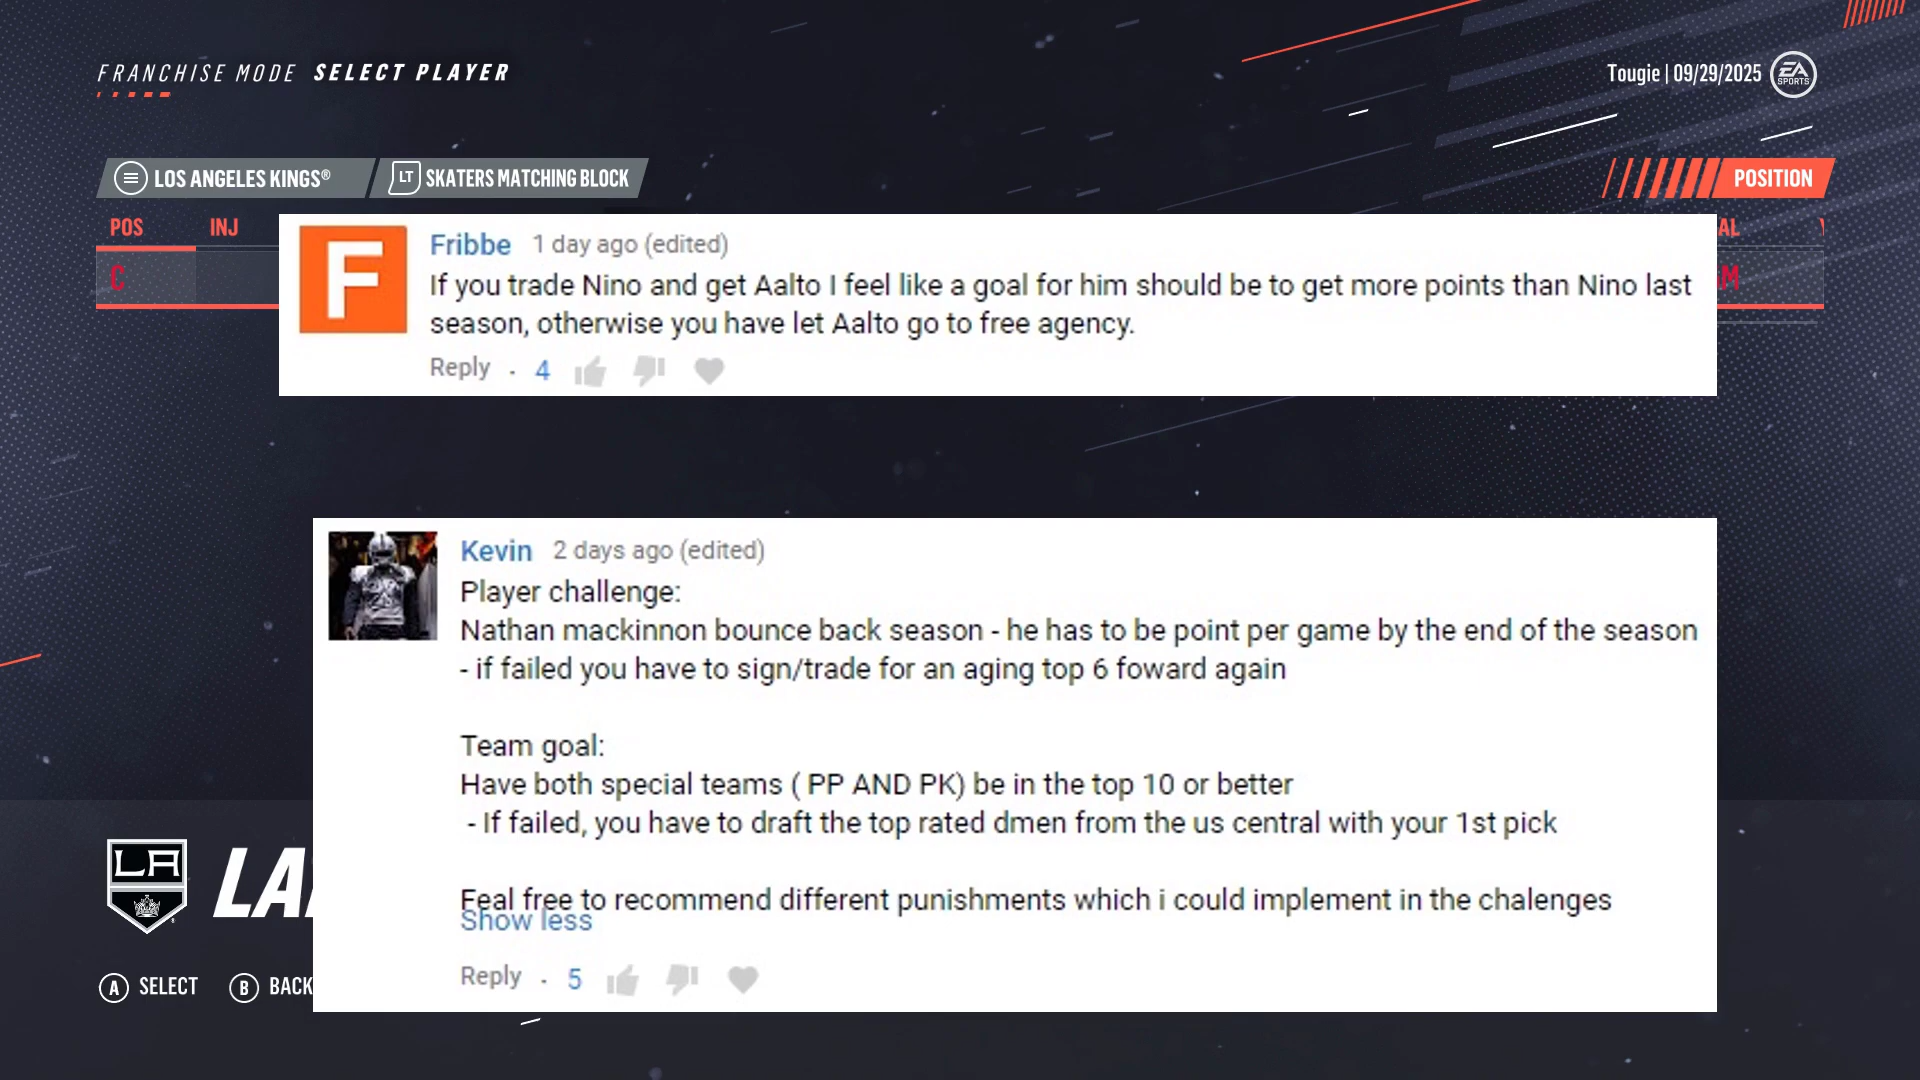 FRANCHISE MODE SELECT PLAYER
Tougie | 09/29/2025
EA SPORTS
LOS ANGELES KINGS®
LT SKATERS MATCHING BLOCK
POSITION
POS INJ
C
F
Fribbe 1 day ago (edited)
If you trade Nino and get Aalto I feel like a goal for him should be to get more points than Nino last
season, otherwise you have let Aalto go to free agency.
Reply · 4
Kevin 2 days ago (edited)
Player challenge:
Nathan mackinnon bounce back season - he has to be point per game by the end of the season
- if failed you have to sign/trade for an aging top 6 foward again
Team goal:
Have both special teams ( PP AND PK) be in the top 10 or better
- If failed, you have to draft the top rated dmen from the us central with your 1st pick
Feal free to recommend different punishments which i could implement in the chalenges
Show less
Reply · 5
LA
A SELECT B BACK